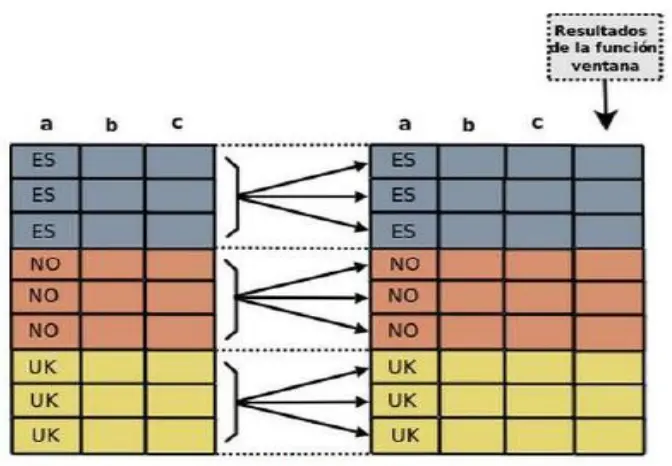 Resultados
de la función
ventana
a b c a b c
ES ES
ES ES
ES ES
NO NO
NO NO
NO NO
UK UK
UK UK
UK UK